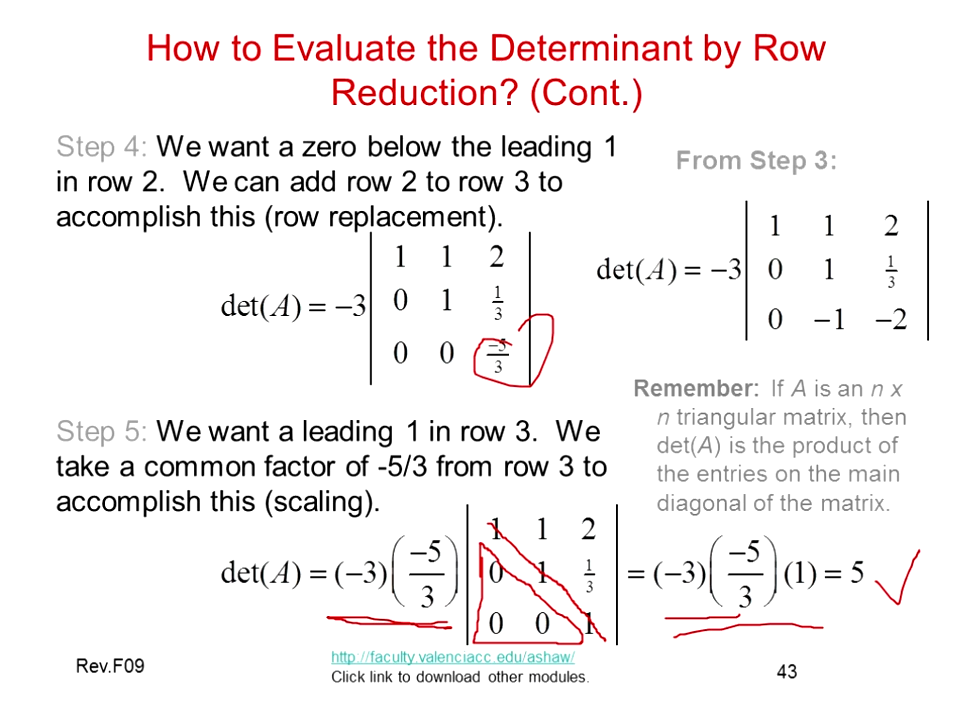 How to Evaluate the Determinant by Row
Reduction? (Cont.)
Step 4: We want a zero below the leading 1
in row 2. We can add row 2 to row 3 to
accomplish this (row replacement).
det(A) = −3 | 1 1 2
0 1 1/3
0 0 −5/3 |
From Step 3:
det(A) = −3 | 1 1 2
0 1 1/3
0 −1 −2 |
Remember: If A is an n x
n triangular matrix, then
det(A) is the product of
the entries on the main
diagonal of the matrix.
Step 5: We want a leading 1 in row 3. We
take a common factor of -5/3 from row 3 to
accomplish this (scaling).
det(A) = (−3)(−5/3) | 1 1 2
0 1 1/3
0 0 1 | = (−3)(−5/3)(1) = 5
Rev.F09
http://faculty.valenciacc.edu/ashaw/
Click link to download other modules.
43